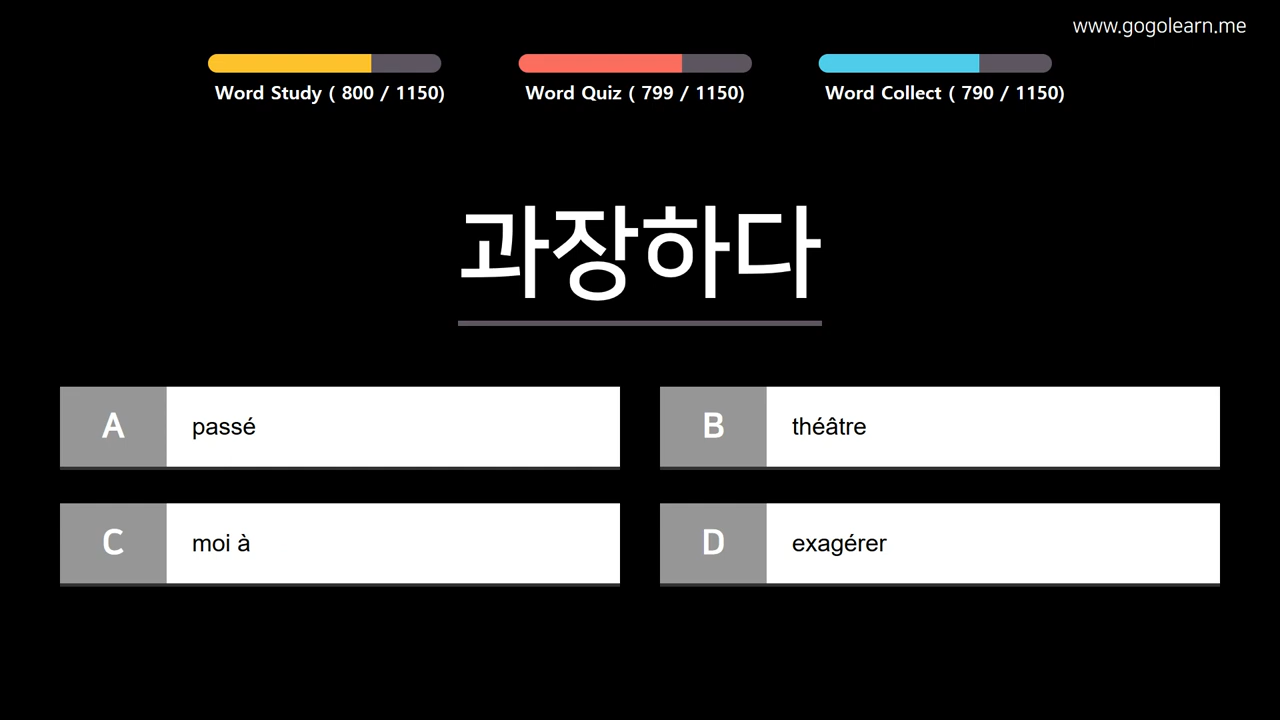 www.gogolearn.me
Word Study ( 800 / 1150)
Word Quiz ( 799 / 1150)
Word Collect ( 790 / 1150)
과장하다
A passé
B théâtre
C moi à
D exagérer